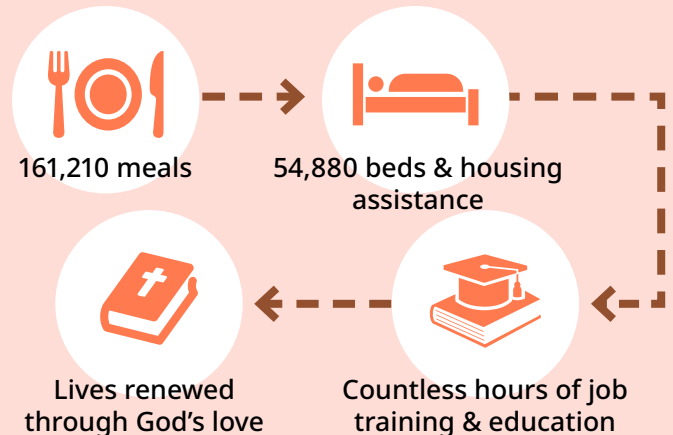 161,210 meals
54,880 beds & housing
assistance
Countless hours of job
training & education
Lives renewed
through God's love